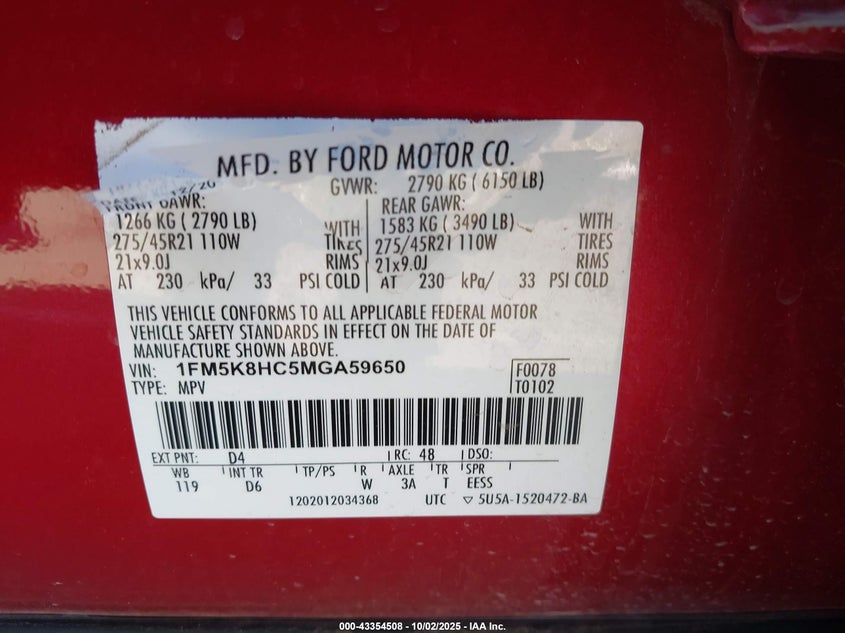 MFD. BY FORD MOTOR CO.
DATE: 12/20 GVWR: 2790 KG ( 6150 LB)
FRONT GAWR: REAR GAWR:
1266 KG ( 2790 LB) WITH 1583 KG ( 3490 LB) WITH
275/45R21 110W TIRES 275/45R21 110W TIRES
21x9.0J RIMS 21x9.0J RIMS
AT 230 kPa/ 33 PSI COLD AT 230 kPa/ 33 PSI COLD
THIS VEHICLE CONFORMS TO ALL APPLICABLE FEDERAL MOTOR
VEHICLE SAFETY STANDARDS IN EFFECT ON THE DATE OF
MANUFACTURE SHOWN ABOVE.
VIN: 1FM5K8HC5MGA59650 F0078
TYPE: MPV T0102
EXT PNT: D4 RC: 48 DSO:
WB INT TR TP/PS R AXLE TR SPR
119 D6 W 3A T EESS
1202012034368 UTC ▽ 5U5A-1520472-BA
000-43354508 - 10/02/2025 - IAA Inc.